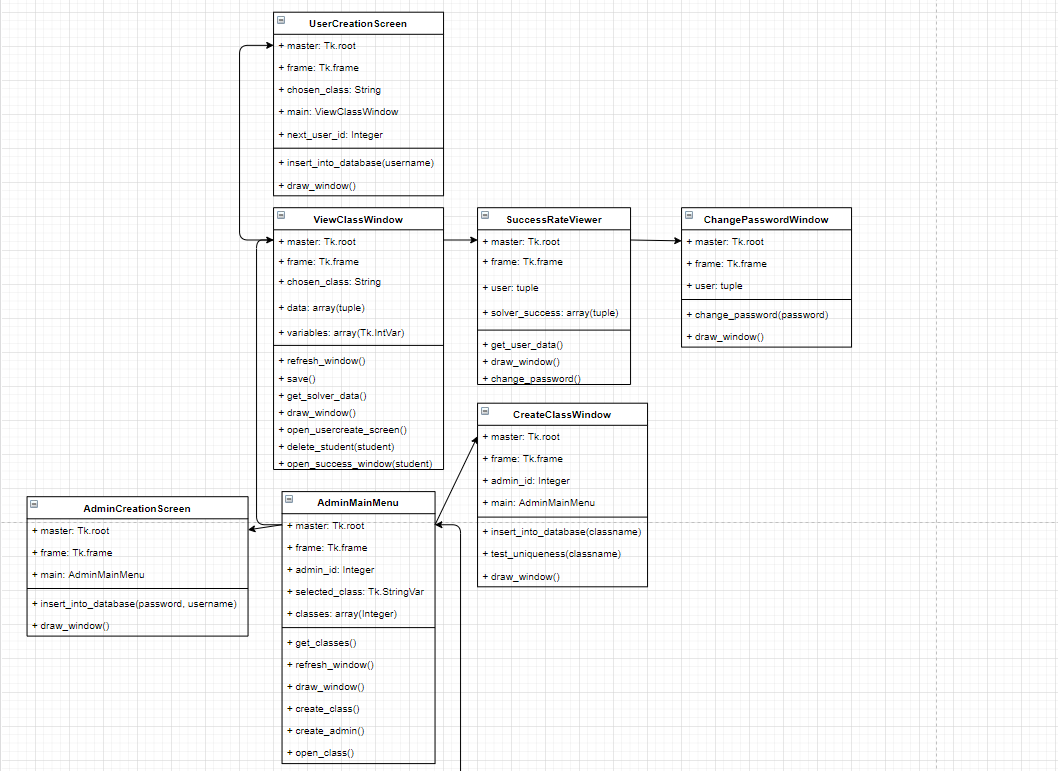 UserCreationScreen
+ master: Tk.root
+ frame: Tk.frame
+ chosen_class: String
+ main: ViewClassWindow
+ next_user_id: Integer
+ insert_into_database(username)
+ draw_window()
ViewClassWindow
+ master: Tk.root
+ frame: Tk.frame
+ chosen_class: String
+ data: array(tuple)
+ variables: array(Tk.IntVar)
+ refresh_window()
+ save()
+ get_solver_data()
+ draw_window()
+ open_usercreate_screen()
+ delete_student(student)
+ open_success_window(student)
SuccessRateViewer
+ master: Tk.root
+ frame: Tk.frame
+ user: tuple
+ solver_success: array(tuple)
+ get_user_data()
+ draw_window()
+ change_password()
ChangePasswordWindow
+ master: Tk.root
+ frame: Tk.frame
+ user: tuple
+ change_password(password)
+ draw_window()
CreateClassWindow
+ master: Tk.root
+ frame: Tk.frame
+ admin_id: Integer
+ main: AdminMainMenu
+ insert_into_database(classname)
+ test_uniqueness(classname)
+ draw_window()
AdminCreationScreen
+ master: Tk.root
+ frame: Tk.frame
+ main: AdminMainMenu
+ insert_into_database(password, username)
+ draw_window()
AdminMainMenu
+ master: Tk.root
+ frame: Tk.frame
+ admin_id: Integer
+ selected_class: Tk.StringVar
+ classes: array(Integer)
+ get_classes()
+ refresh_window()
+ draw_window()
+ create_class()
+ create_admin()
+ open_class()